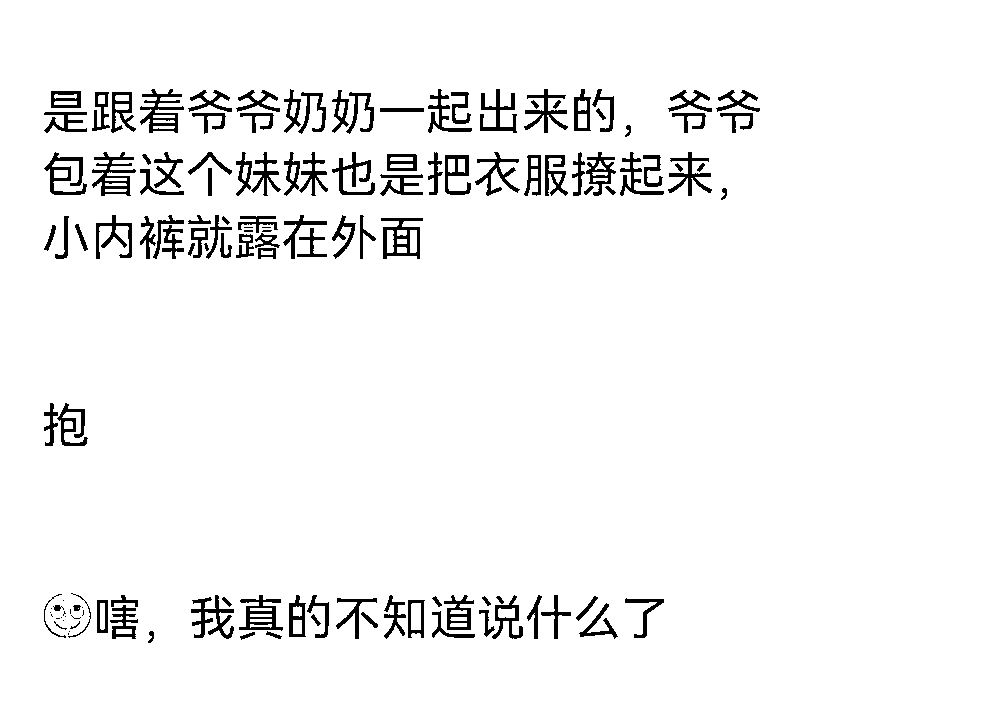 是跟着爷爷奶奶一起出来的，爷爷
包着这个妹妹也是把衣服撩起来，
小内裤就露在外面
抱
🙄嗐，我真的不知道说什么了